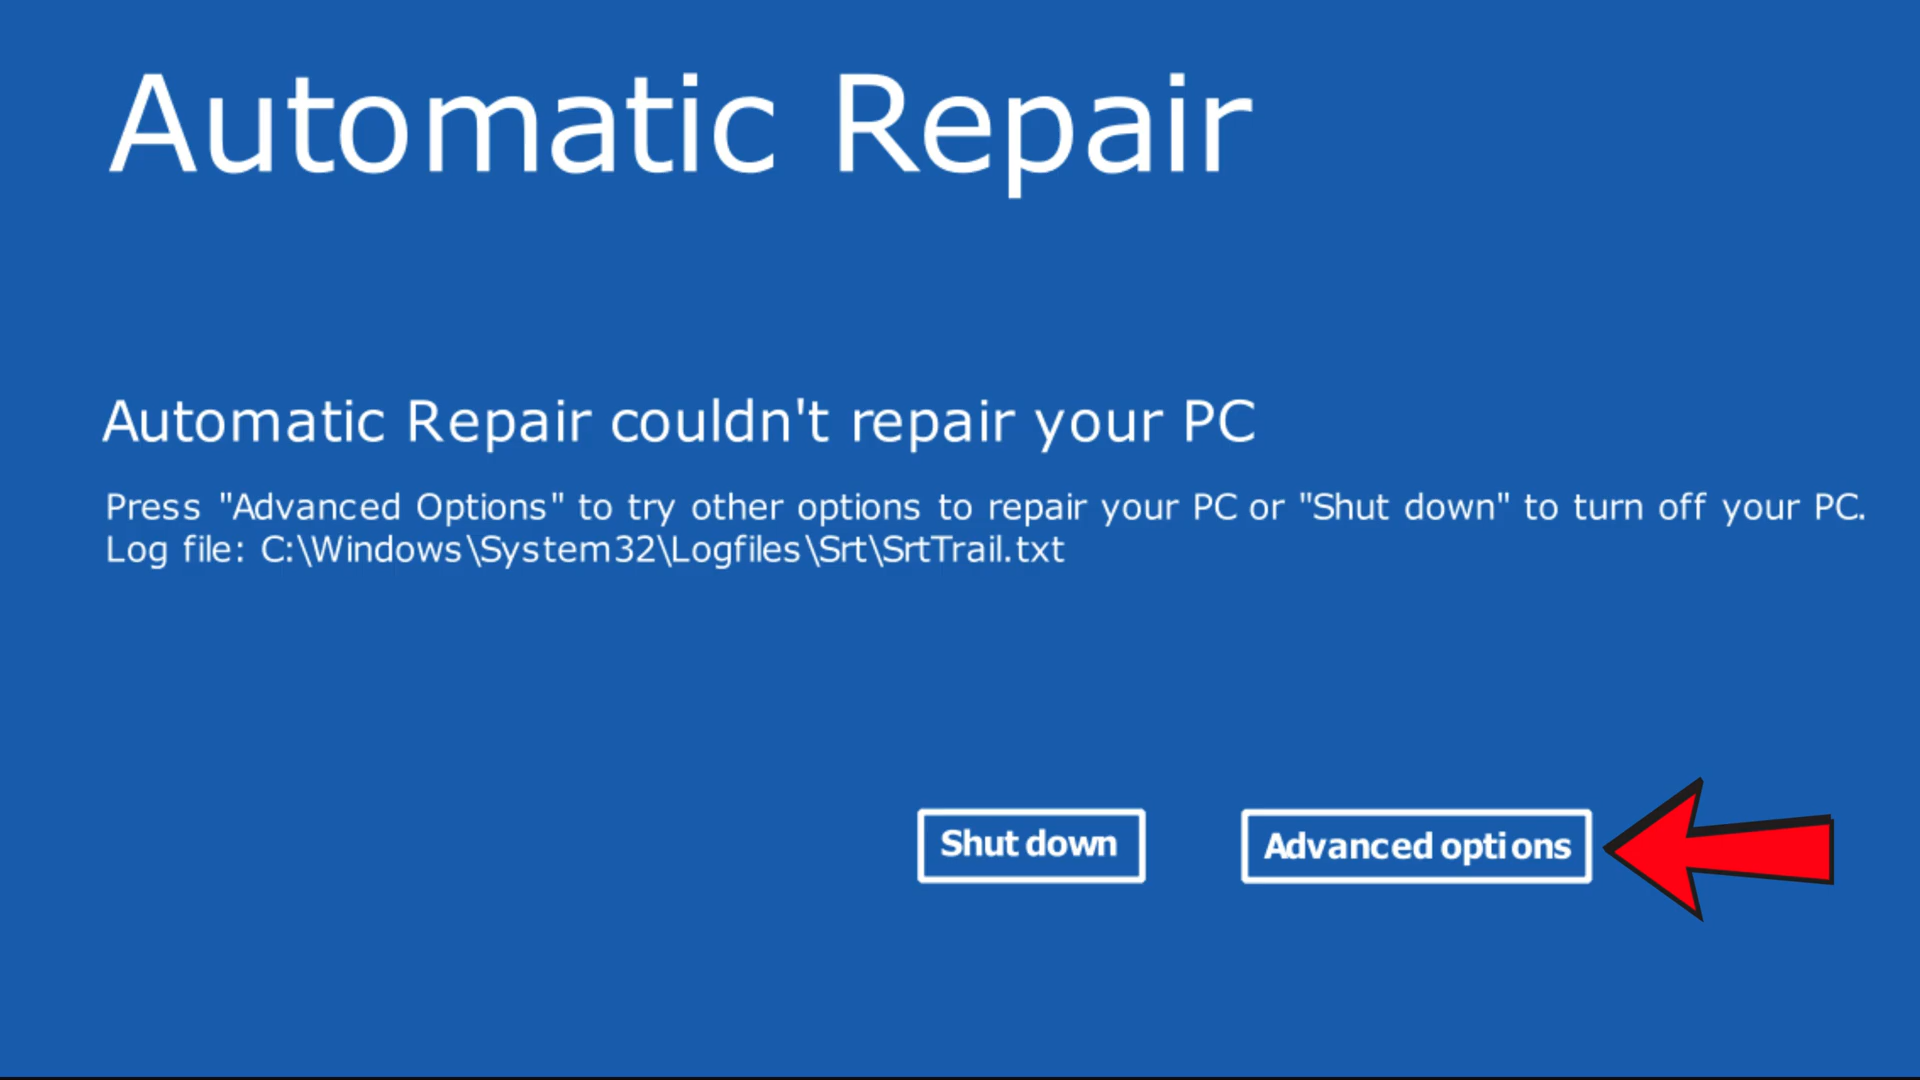 Automatic Repair
Automatic Repair couldn't repair your PC
Press "Advanced Options" to try other options to repair your PC or "Shut down" to turn off your PC.
Log file: C:\Windows\System32\Logfiles\Srt\SrtTrail.txt
Shut down
Advanced options